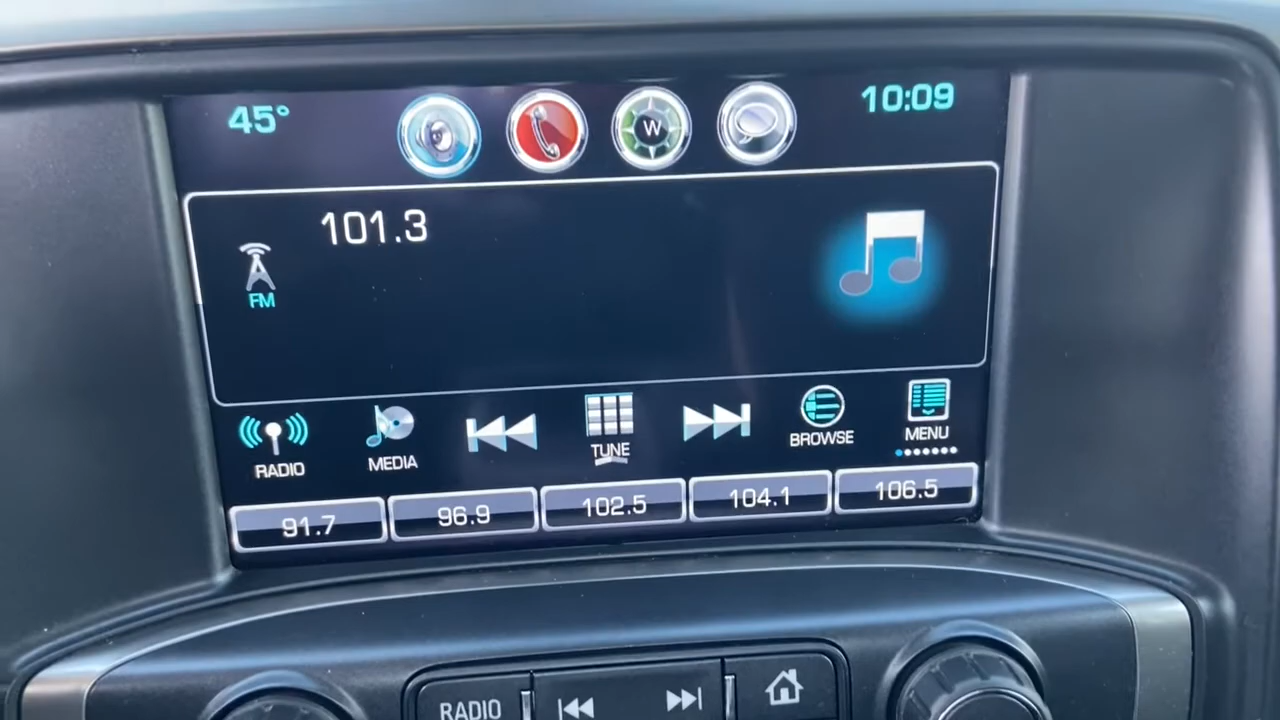 45°
W
10:09
101.3
FM
RADIO
MEDIA
TUNE
BROWSE
MENU
91.7
96.9
102.5
104.1
106.5
RADIO